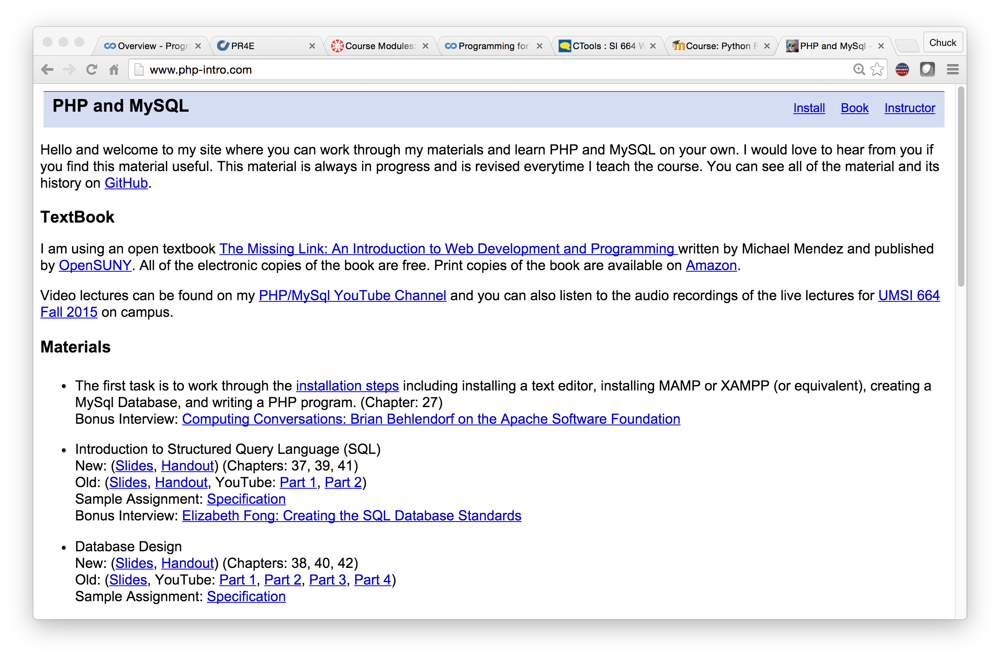 Overview - Progr
PR4E
Course Modules:
Programming for
CTools : SI 664 W
Course: Python F
PHP and MySql -
Chuck
www.php-intro.com
DRUMPF
PHP and MySQL
Install Book Instructor
Hello and welcome to my site where you can work through my materials and learn PHP and MySQL on your own. I would love to hear from you if
you find this material useful. This material is always in progress and is revised everytime I teach the course. You can see all of the material and its
history on GitHub.
TextBook
I am using an open textbook The Missing Link: An Introduction to Web Development and Programming written by Michael Mendez and published
by OpenSUNY. All of the electronic copies of the book are free. Print copies of the book are available on Amazon.
Video lectures can be found on my PHP/MySql YouTube Channel and you can also listen to the audio recordings of the live lectures for UMSI 664
Fall 2015 on campus.
Materials
• The first task is to work through the installation steps including installing a text editor, installing MAMP or XAMPP (or equivalent), creating a
MySql Database, and writing a PHP program. (Chapter: 27)
Bonus Interview: Computing Conversations: Brian Behlendorf on the Apache Software Foundation
• Introduction to Structured Query Language (SQL)
New: (Slides, Handout) (Chapters: 37, 39, 41)
Old: (Slides, Handout, YouTube: Part 1, Part 2)
Sample Assignment: Specification
Bonus Interview: Elizabeth Fong: Creating the SQL Database Standards
• Database Design
New: (Slides, Handout) (Chapters: 38, 40, 42)
Old: (Slides, YouTube: Part 1, Part 2, Part 3, Part 4)
Sample Assignment: Specification